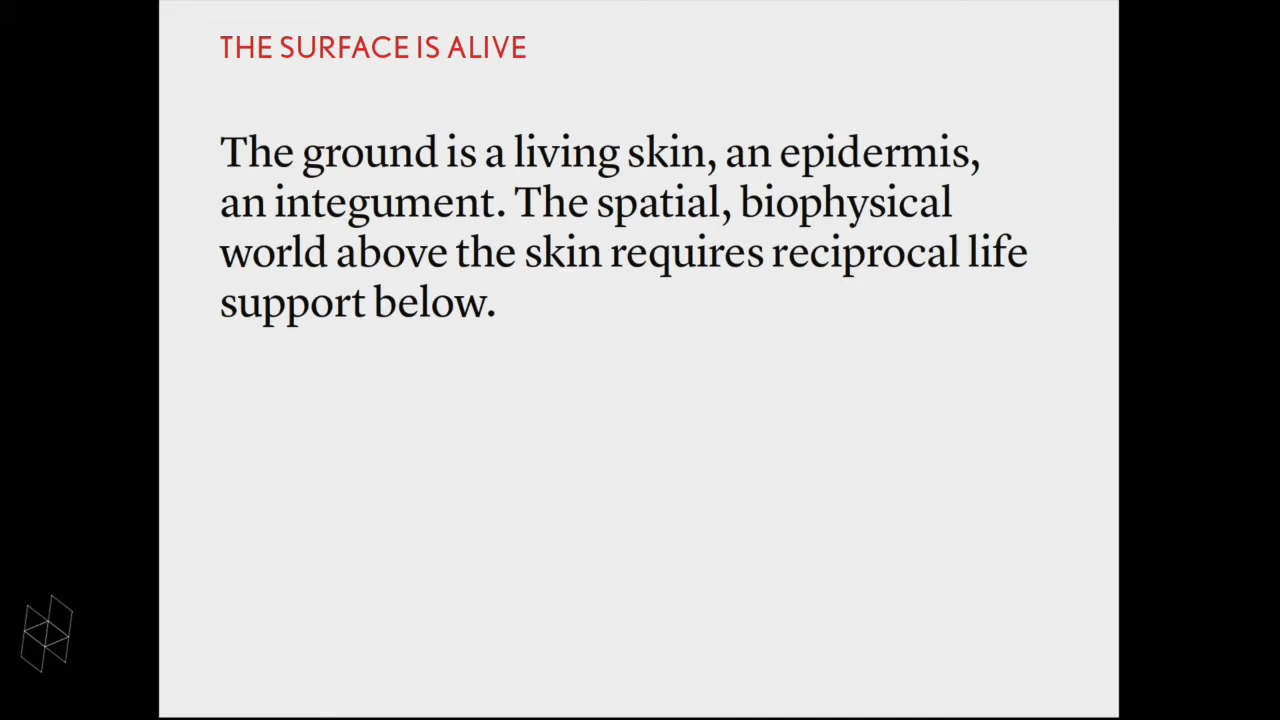 THE SURFACE IS ALIVE
The ground is a living skin, an epidermis,
an integument. The spatial, biophysical
world above the skin requires reciprocal life
support below.